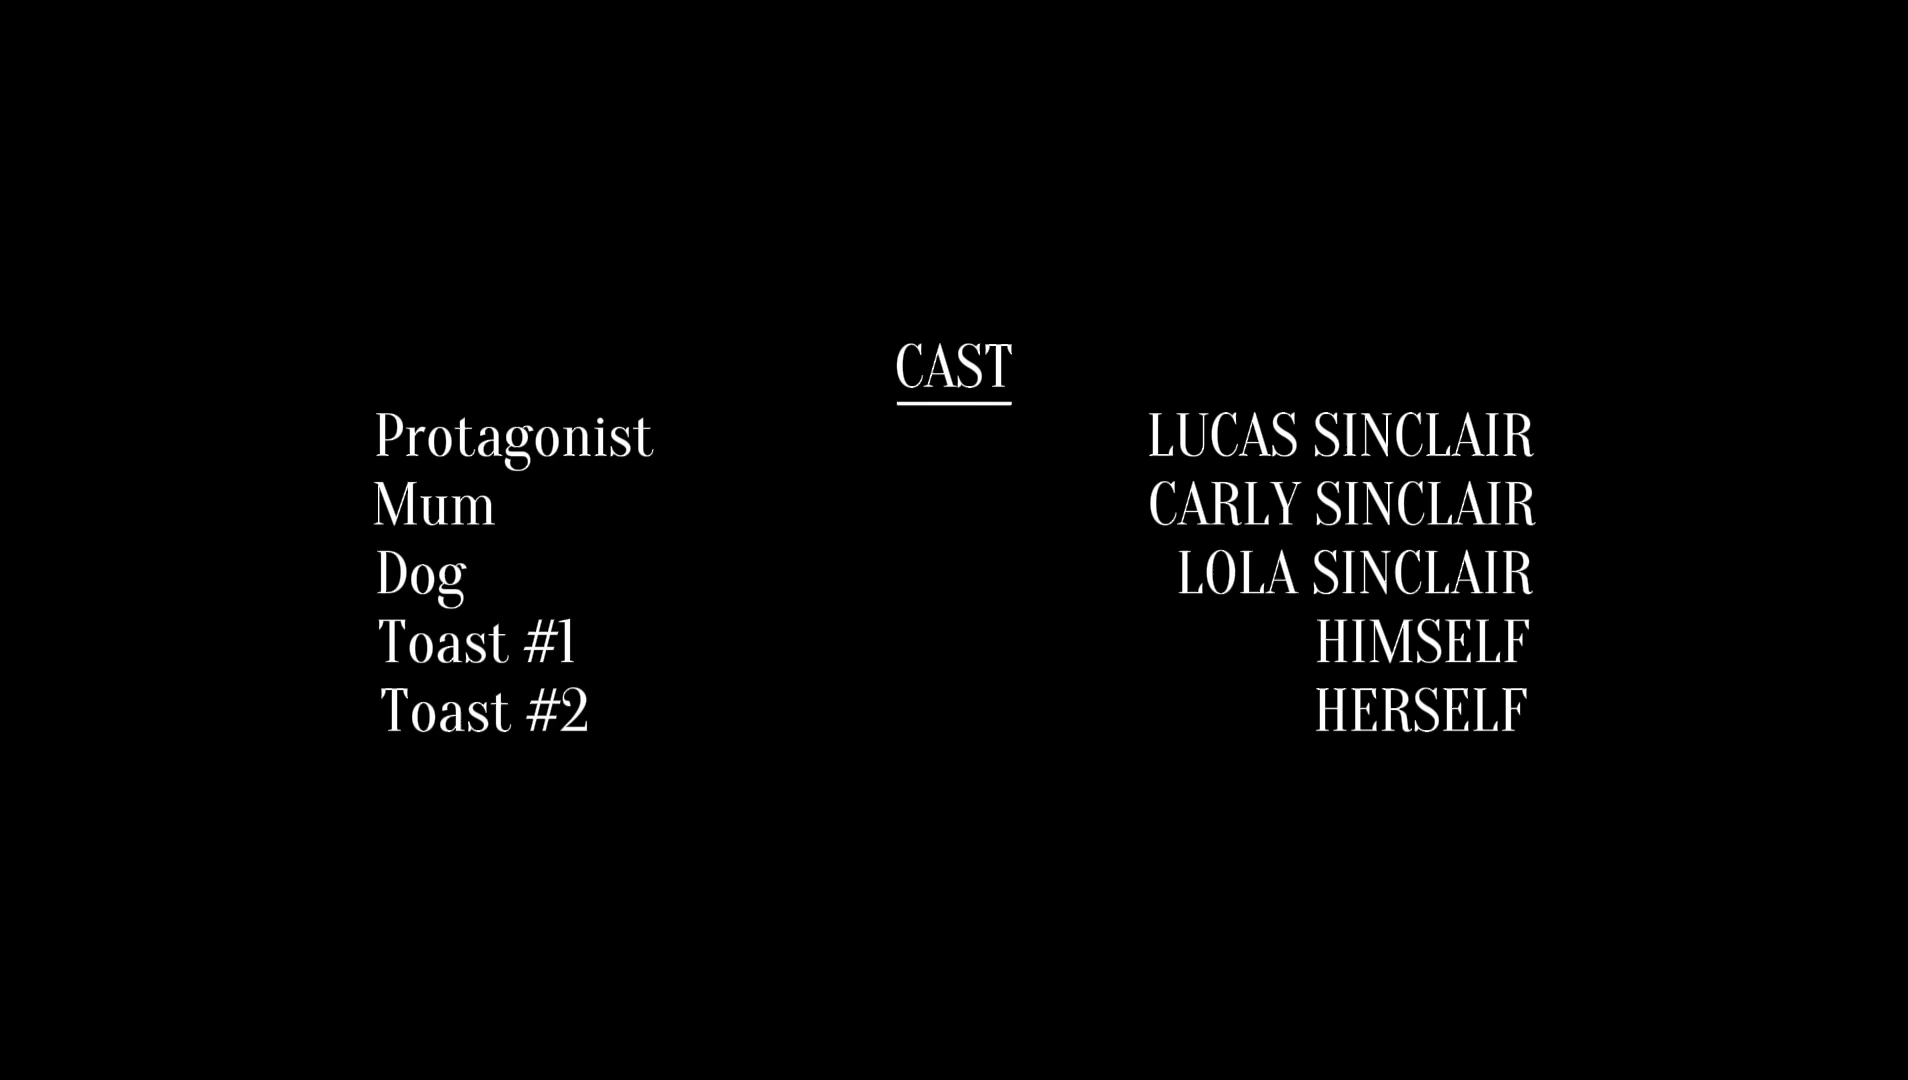 CAST
Protagonist LUCAS SINCLAIR
Mum CARLY SINCLAIR
Dog LOLA SINCLAIR
Toast #1 HIMSELF
Toast #2 HERSELF